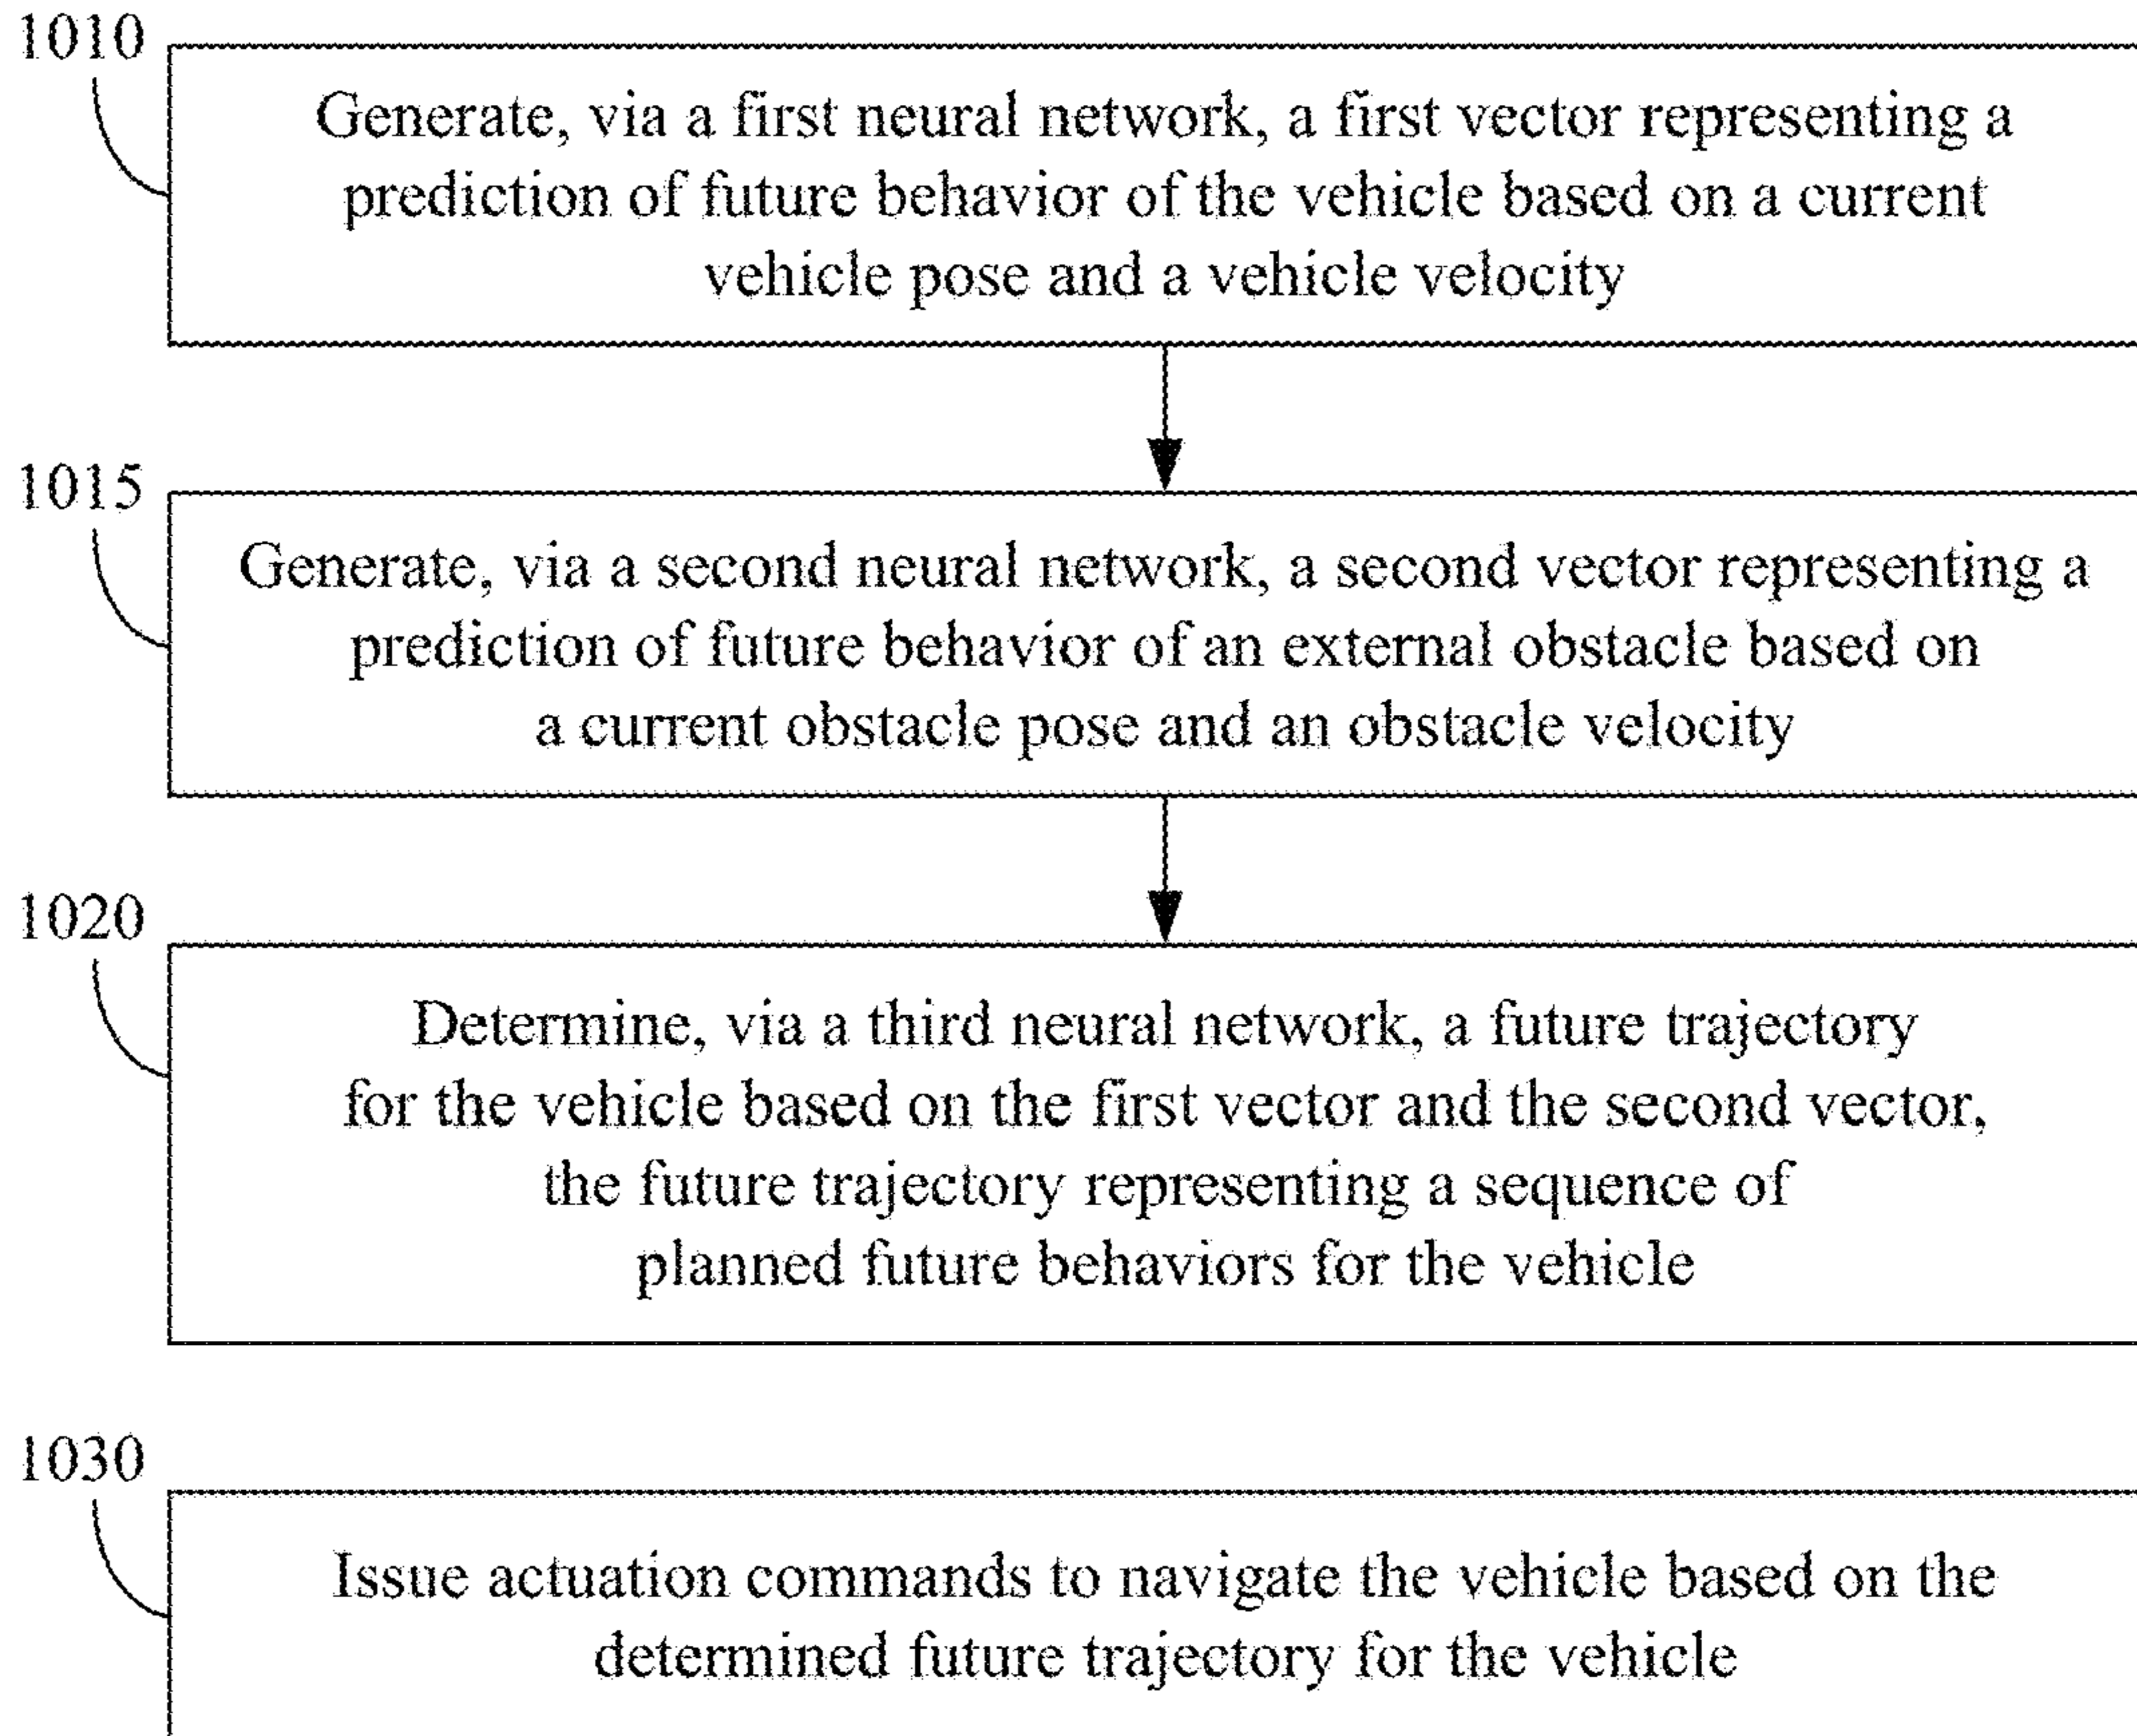 1010
Generate, via a first neural network, a first vector representing a
prediction of future behavior of the vehicle based on a current
vehicle pose and a vehicle velocity
1015
Generate, via a second neural network, a second vector representing a
prediction of future behavior of an external obstacle based on
a current obstacle pose and an obstacle velocity
1020
Determine, via a third neural network, a future trajectory
for the vehicle based on the first vector and the second vector,
the future trajectory representing a sequence of
planned future behaviors for the vehicle
1030
Issue actuation commands to navigate the vehicle based on the
determined future trajectory for the vehicle